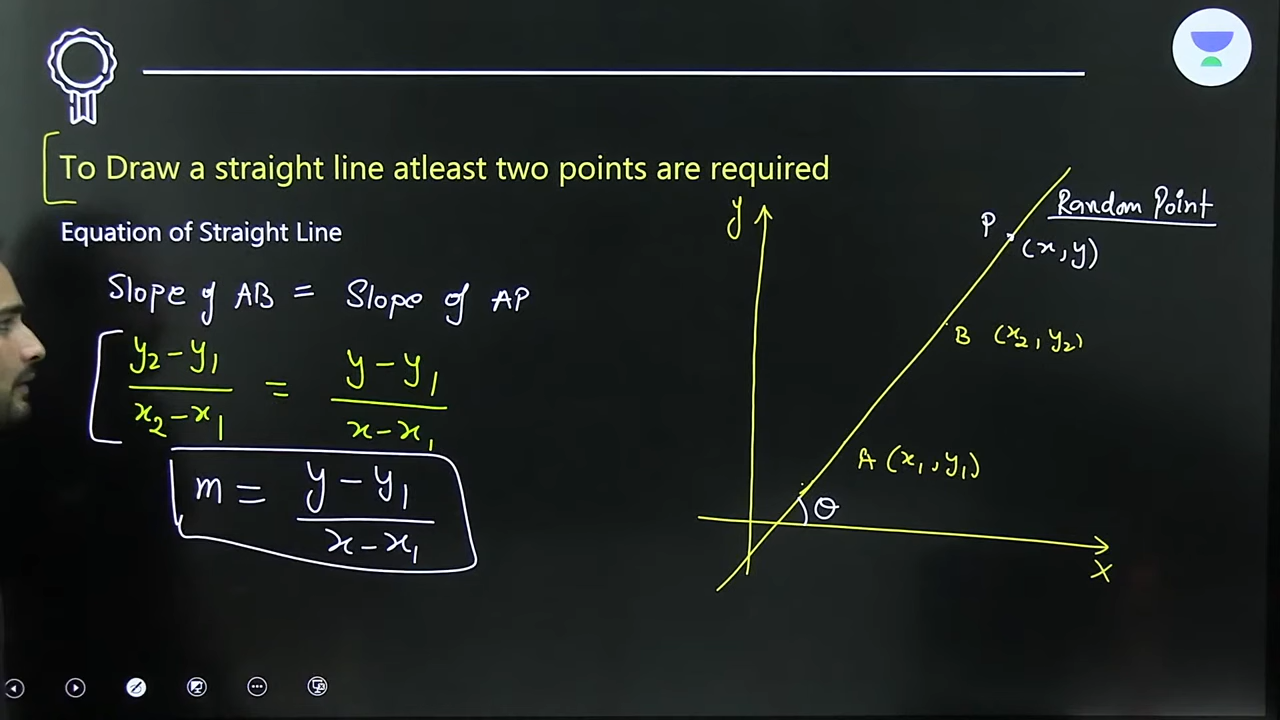 To Draw a straight line atleast two points are required
Equation of Straight Line
Slope of AB = Slope of AP
y2-y1/x2-x1 = y-y1/x-x1
m = y-y1/x-x1
y
Random Point
P
(x,y)
B (x2,y2)
A (x1,y1)
θ
x